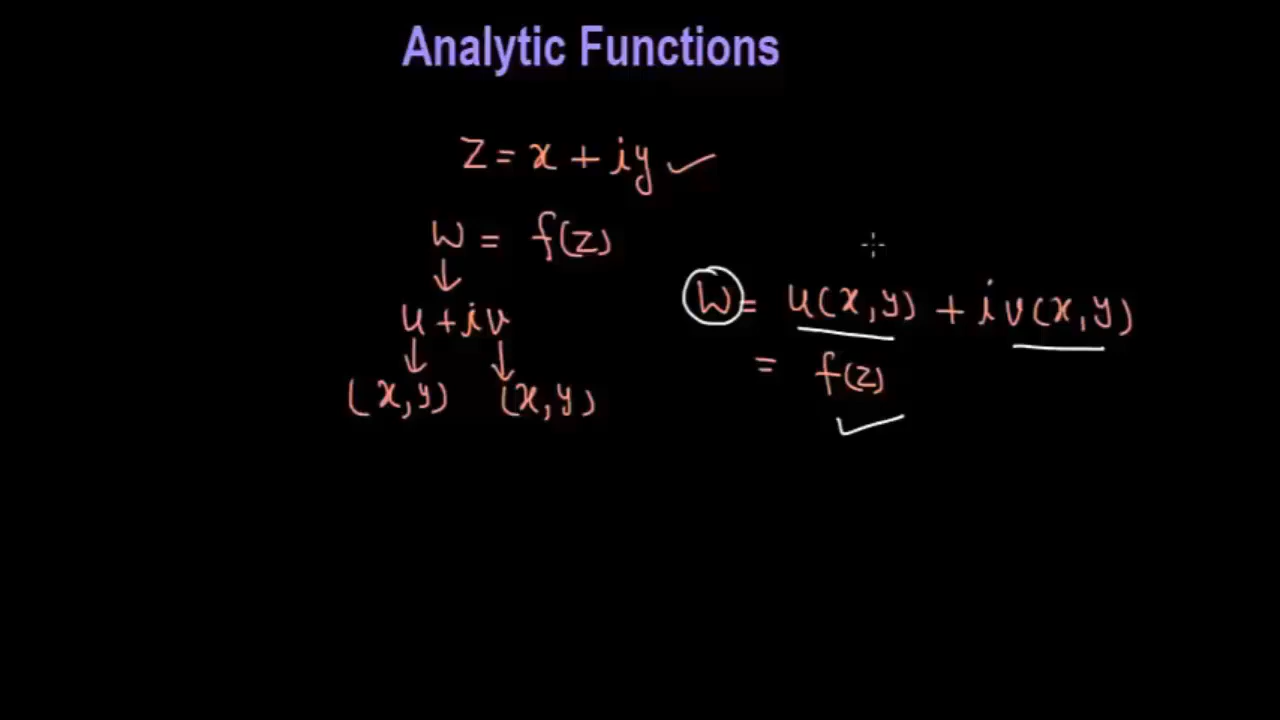 Analytic Functions
z = x + iy
w = f(z)
u + iv
(x,y) (x,y)
w = u(x,y) + i v(x,y)
= f(z)